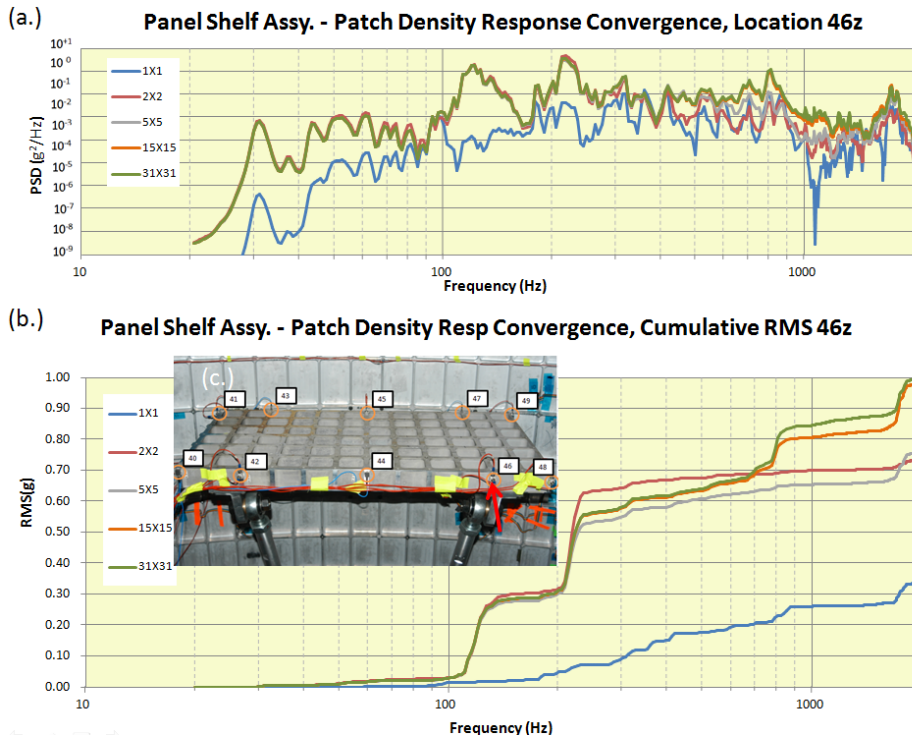 (a.)
Panel Shelf Assy. - Patch Density Response Convergence, Location 46z
PSD (g²/Hz)
10+1
10 0
10-1
10-2
10-3
10-4
10-5
10-6
10-7
10-8
10-9
1X1
2X2
5X5
15X15
31X31
10
100
1000
Frequency (Hz)
(b.)
Panel Shelf Assy. - Patch Density Resp Convergence, Cumulative RMS 46z
RMS(g)
1.00
0.90
0.80
0.70
0.60
0.50
0.40
0.30
0.20
0.10
0.00
1X1
2X2
5X5
15X15
31X31
(c.)
41
43
45
47
49
40
42
44
46
48
10
100
1000
Frequency (Hz)